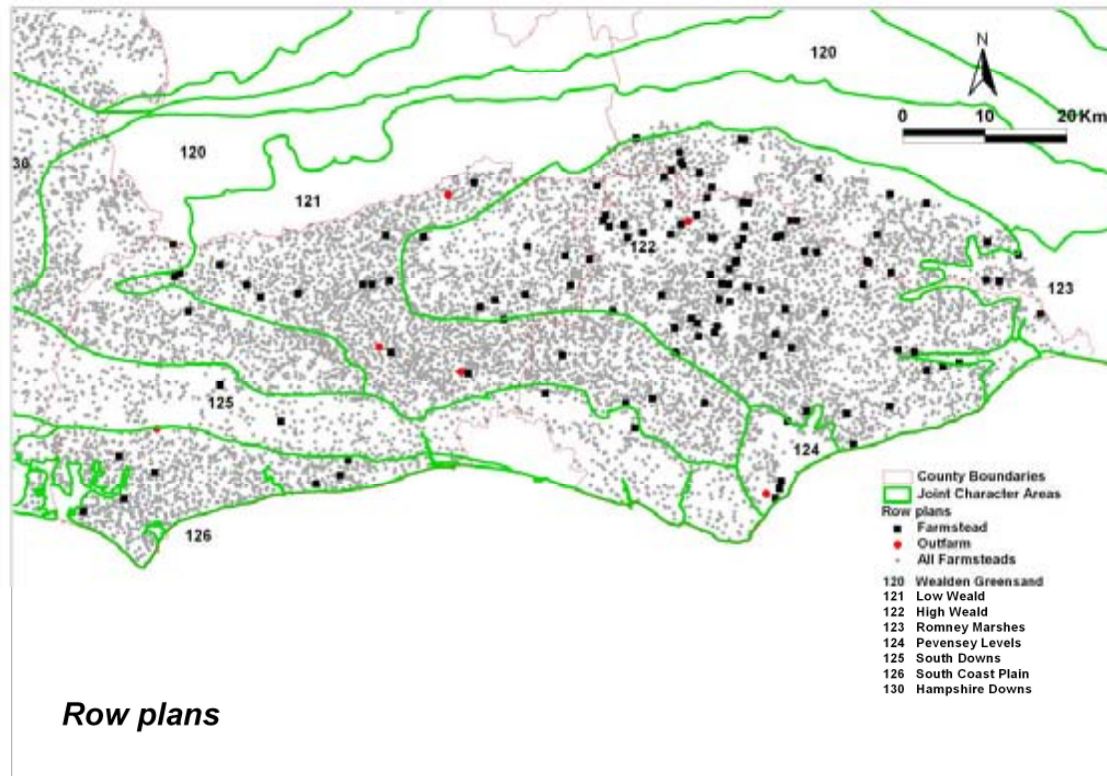 120
N
0 10 20 Km
120
30
121
122
123
125
124
126
County Boundaries
Joint Character Areas
Row plans
Farmstead
Outfarm
All Farmsteads
120 Wealden Greensand
121 Low Weald
122 High Weald
123 Romney Marshes
124 Pevensey Levels
125 South Downs
126 South Coast Plain
130 Hampshire Downs
Row plans